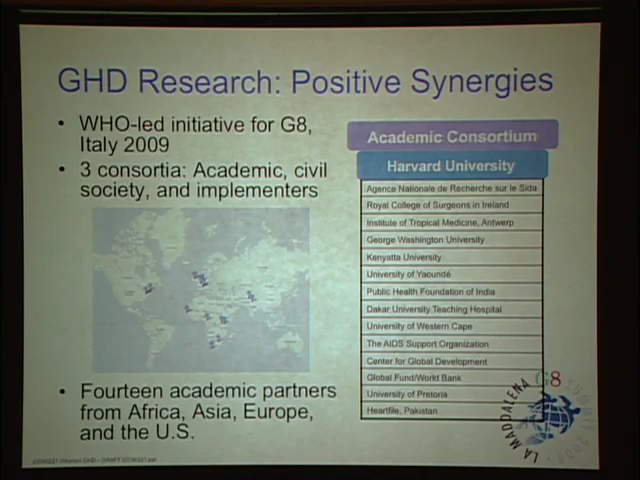 GHD Research: Positive Synergies
• WHO-led initiative for G8,
Italy 2009
• 3 consortia: Academic, civil
society, and implementers
• Fourteen academic partners
from Africa, Asia, Europe,
and the U.S.
Academic Consortium
Harvard University
Agence Nationale de Recherche sur le Sida
Royal College of Surgeons in Ireland
Institute of Tropical Medicine, Antwerp
George Washington University
Kenyatta University
University of Yaoundé
Public Health Foundation of India
Dakar University Teaching Hospital
University of Western Cape
The AIDS Support Organization
Center for Global Development
Global Fund/World Bank
University of Pretoria
Heartfile, Pakistan
G8 SUMMIT 2009
LA MADDALENA